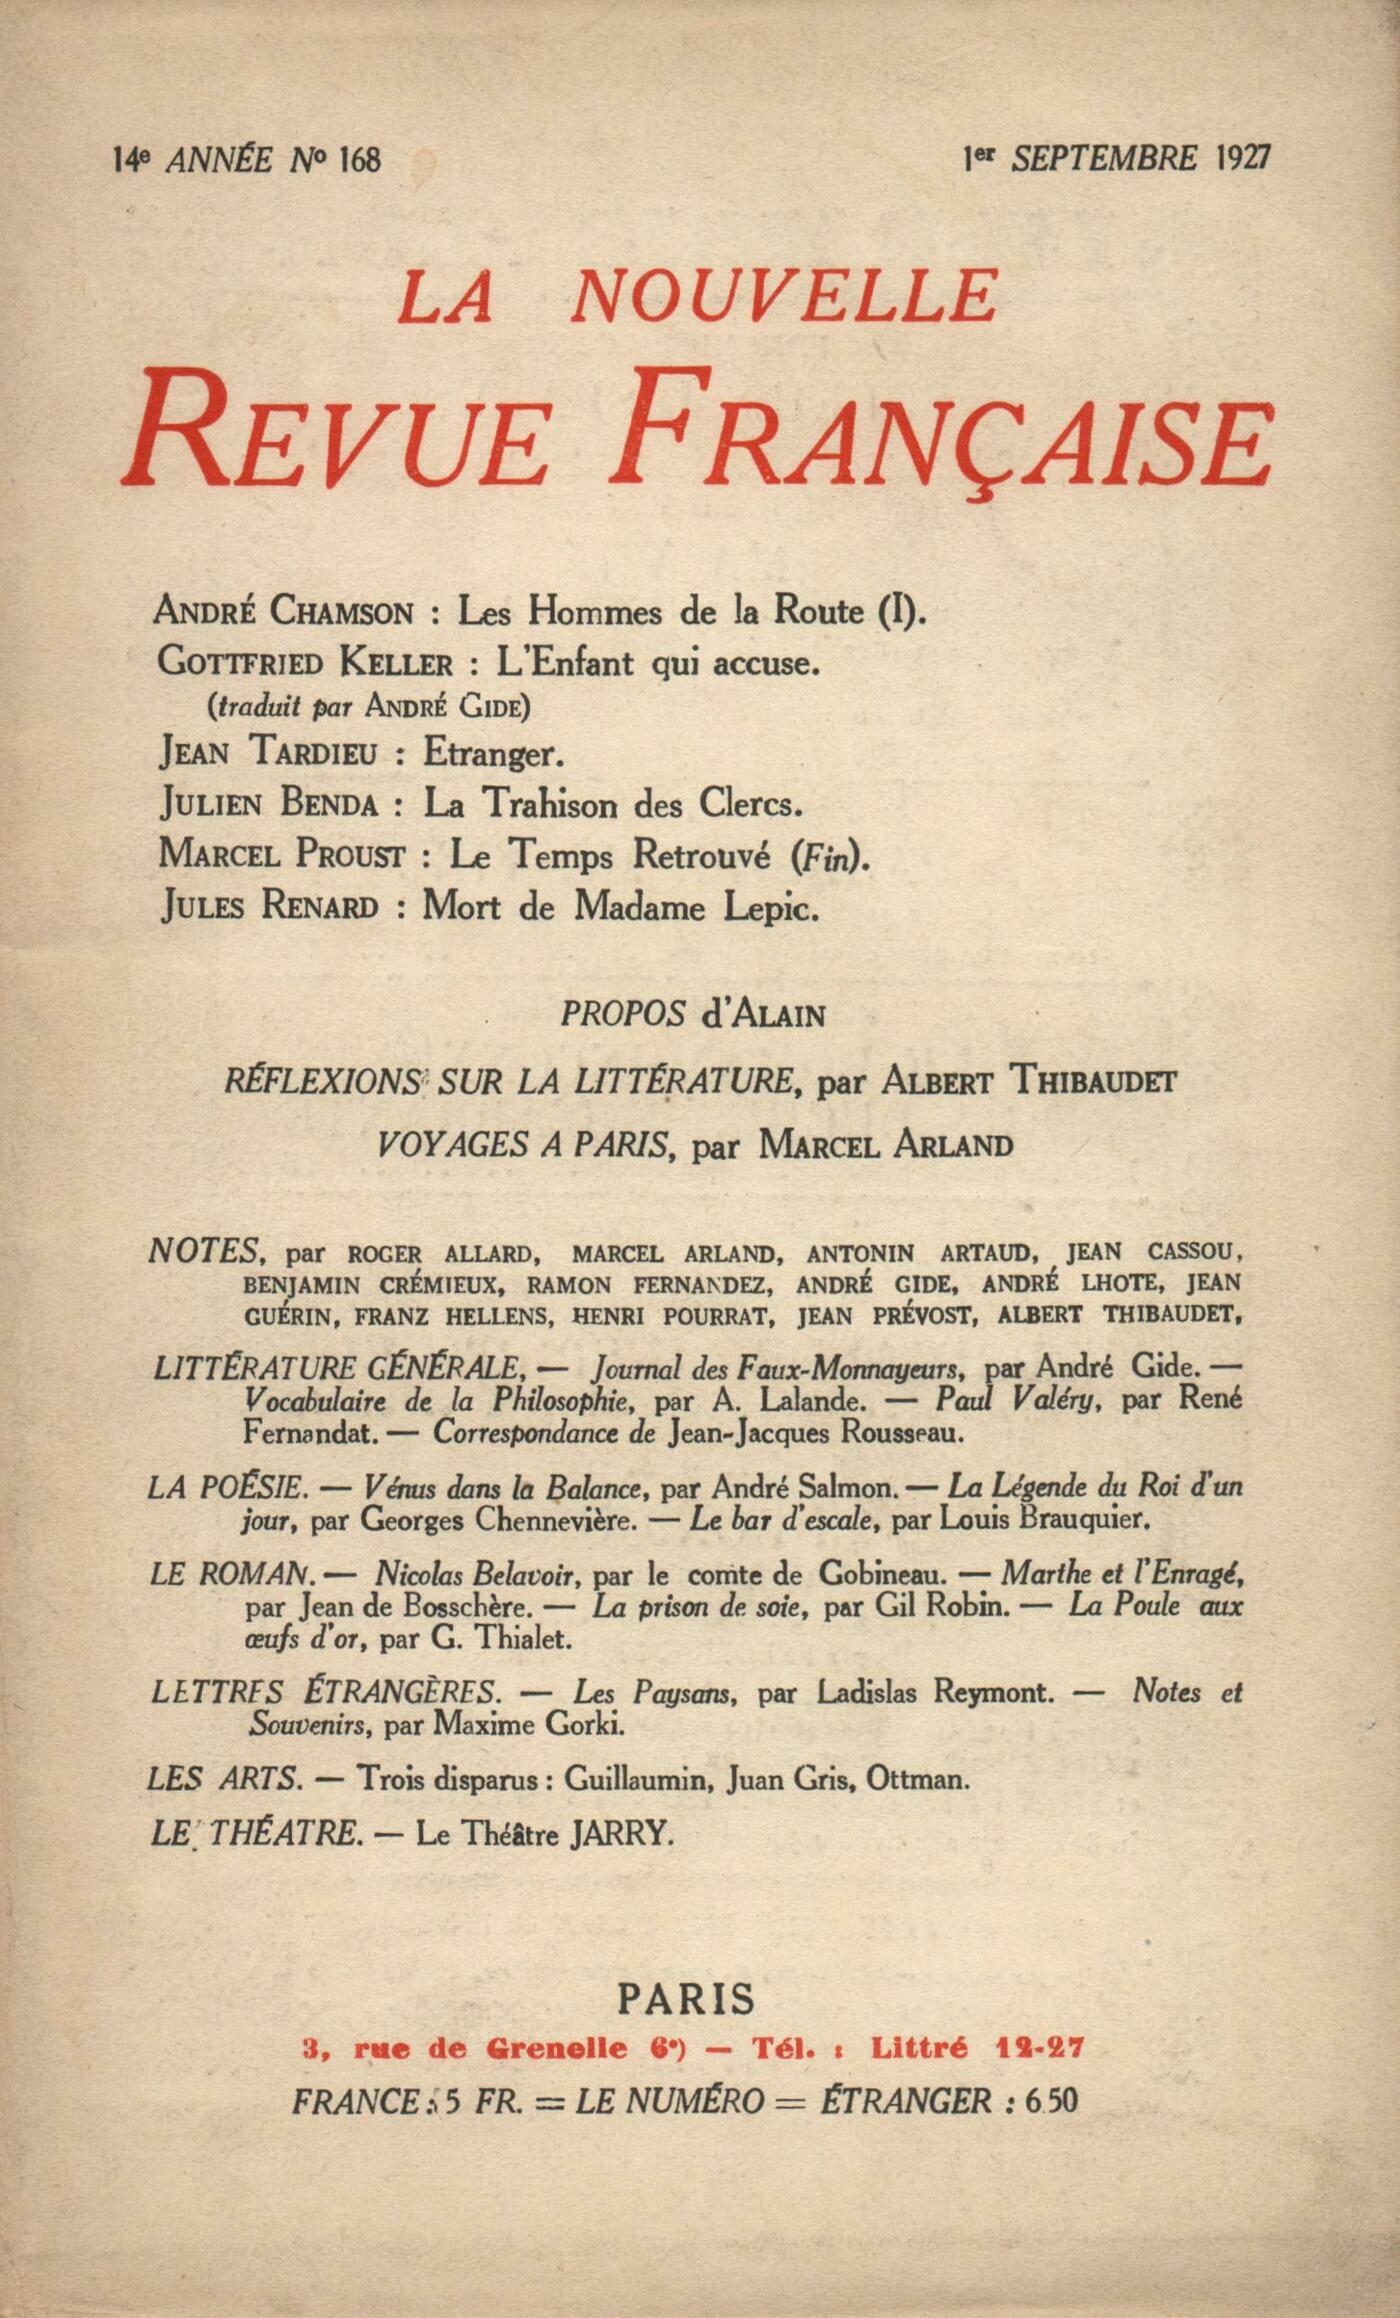 14e ANNÉE No 168
1er SEPTEMBRE 1927
LA NOUVELLE
REVUE FRANÇAISE
ANDRÉ CHAMSON : Les Hommes de la Route (I).
GOTTFRIED KELLER : L'Enfant qui accuse.
(traduit par ANDRÉ GIDE)
JEAN TARDIEU : Etranger.
JULIEN BENDA : La Trahison des Clercs.
MARCEL PROUST : Le Temps Retrouvé (Fin).
JULES RENARD : Mort de Madame Lepic.
PROPOS d'ALAIN
RÉFLEXIONS SUR LA LITTÉRATURE, par ALBERT THIBAUDET
VOYAGES A PARIS, par MARCEL ARLAND
NOTES, par ROGER ALLARD, MARCEL ARLAND, ANTONIN ARTAUD, JEAN CASSOU,
BENJAMIN CRÉMIEUX, RAMON FERNANDEZ, ANDRÉ GIDE, ANDRÉ LHOTE, JEAN
GUÉRIN, FRANZ HELLENS, HENRI POURRAT, JEAN PRÉVOST, ALBERT THIBAUDET,
LITTÉRATURE GÉNÉRALE, — Journal des Faux-Monnayeurs, par André Gide. —
Vocabulaire de la Philosophie, par A. Lalande. — Paul Valéry, par René
Fernandat. — Correspondance de Jean-Jacques Rousseau.
LA POÉSIE. — Vénus dans la Balance, par André Salmon. — La Légende du Roi d'un
jour, par Georges Chennevière. — Le bar d'escale, par Louis Brauquier.
LE ROMAN. — Nicolas Belavoir, par le comte de Gobineau. — Marthe et l'Enragé,
par Jean de Bosschère. — La prison de soie, par Gil Robin. — La Poule aux
œufs d'or, par G. Thialet.
LETTRES ÉTRANGÈRES. — Les Paysans, par Ladislas Reymont. — Notes et
Souvenirs, par Maxime Gorki.
LES ARTS. — Trois disparus : Guillaumin, Juan Gris, Ottman.
LE THÉATRE. — Le Théâtre JARRY.
PARIS
3, rue de Grenelle 6e) — Tél. : Littré 12-27
FRANCE : 5 FR. = LE NUMÉRO = ÉTRANGER : 6.50